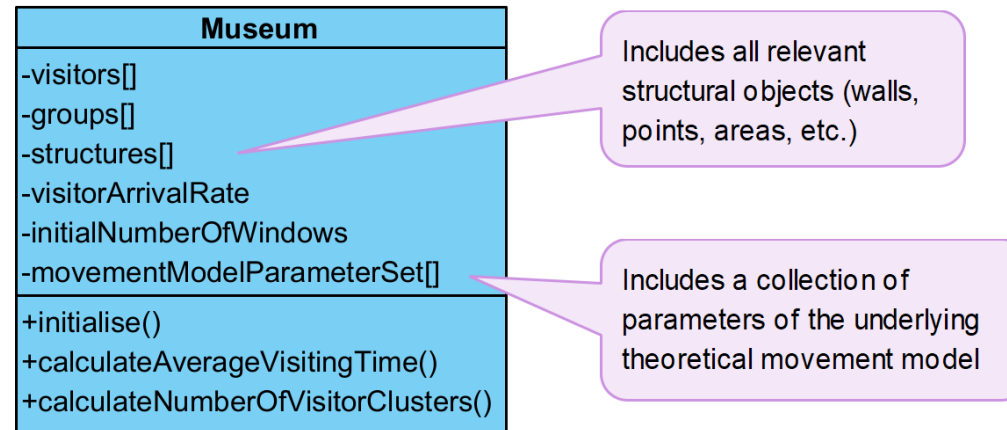 Museum
-visitors[]
-groups[]
-structures[]
-visitorArrivalRate
-initialNumberOfWindows
-movementModelParameterSet[]
+initialise()
+calculateAverageVisitingTime()
+calculateNumberOfVisitorClusters()
Includes all relevant
structural objects (walls,
points, areas, etc.)
Includes a collection of
parameters of the underlying
theoretical movement model